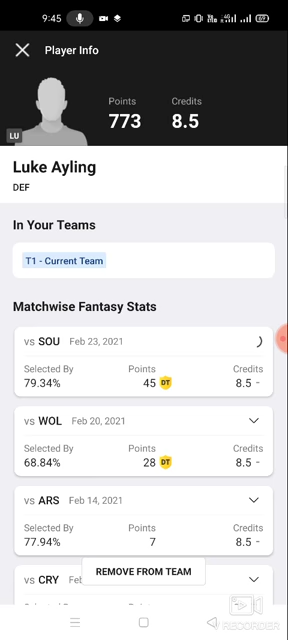 9:45 69
Player Info
Points Credits
773 8.5
LU
Luke Ayling
DEF
In Your Teams
T1 - Current Team
Matchwise Fantasy Stats
vs SOU Feb 23, 2021
Selected By Points Credits
79.34% 45 DT 8.5 -
vs WOL Feb 20, 2021
Selected By Points Credits
68.84% 28 DT 8.5 -
vs ARS Feb 14, 2021
Selected By Points Credits
77.94% 7 8.5 -
vs CRY Feb
REMOVE FROM TEAM
RECORDER